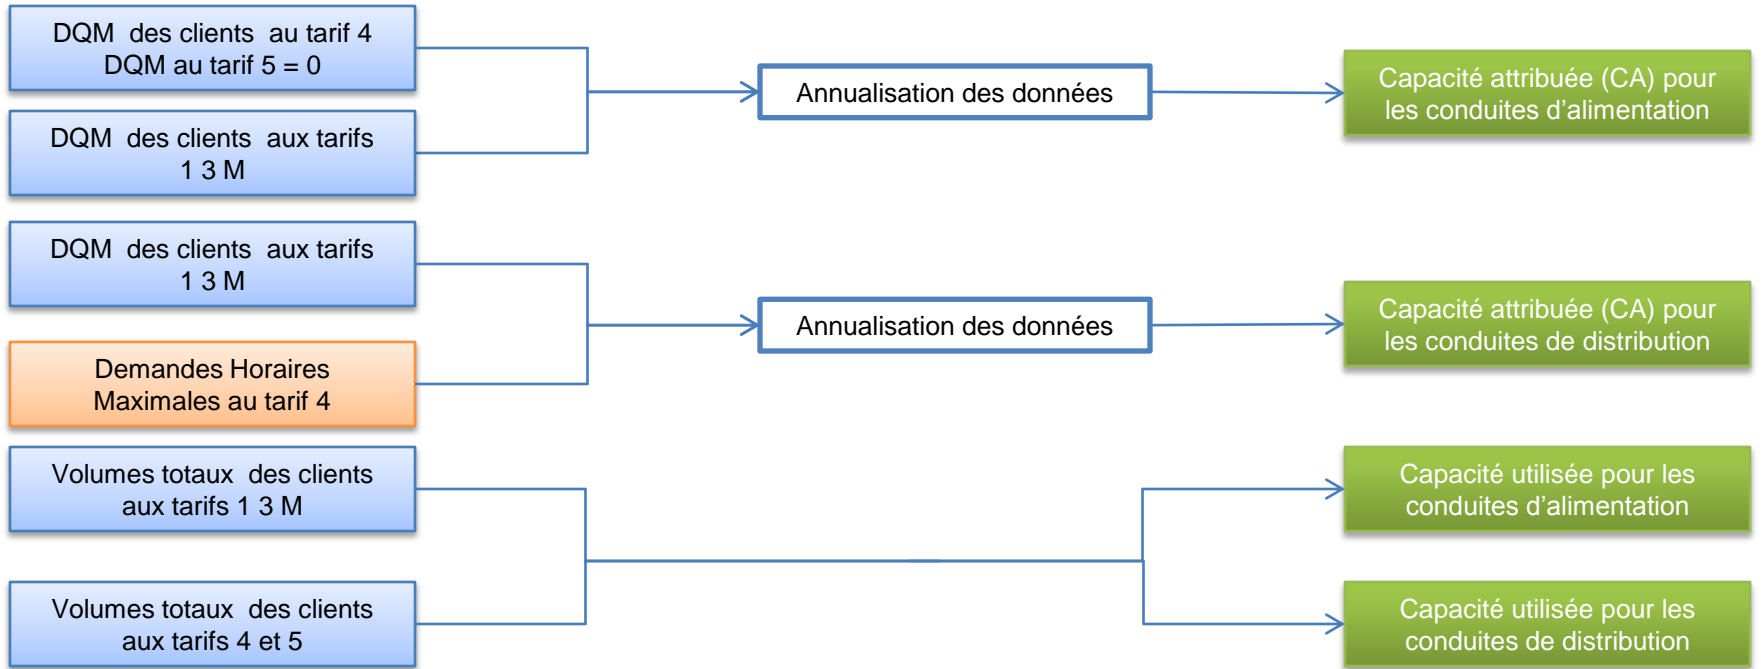 DQM des clients au tarif 4
DQM au tarif 5 = 0
DQM des clients aux tarifs
1 3 M
Annualisation des données
Capacité attribuée (CA) pour
les conduites d'alimentation
DQM des clients aux tarifs
1 3 M
Demandes Horaires
Maximales au tarif 4
Annualisation des données
Capacité attribuée (CA) pour
les conduites de distribution
Volumes totaux des clients
aux tarifs 1 3 M
Volumes totaux des clients
aux tarifs 4 et 5
Capacité utilisée pour les
conduites d'alimentation
Capacité utilisée pour les
conduites de distribution